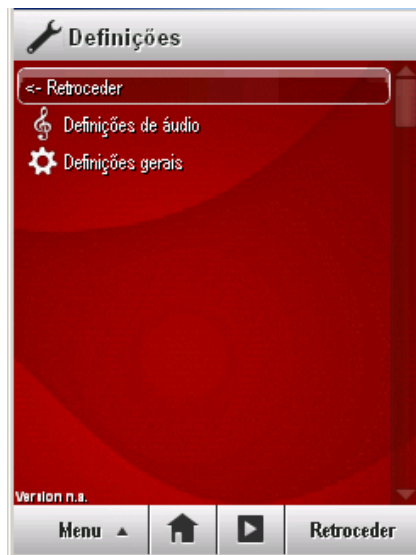 Definições
<- Retroceder
Definições de áudio
Definições gerais
Version n.a.
Menu ▲
Retroceder